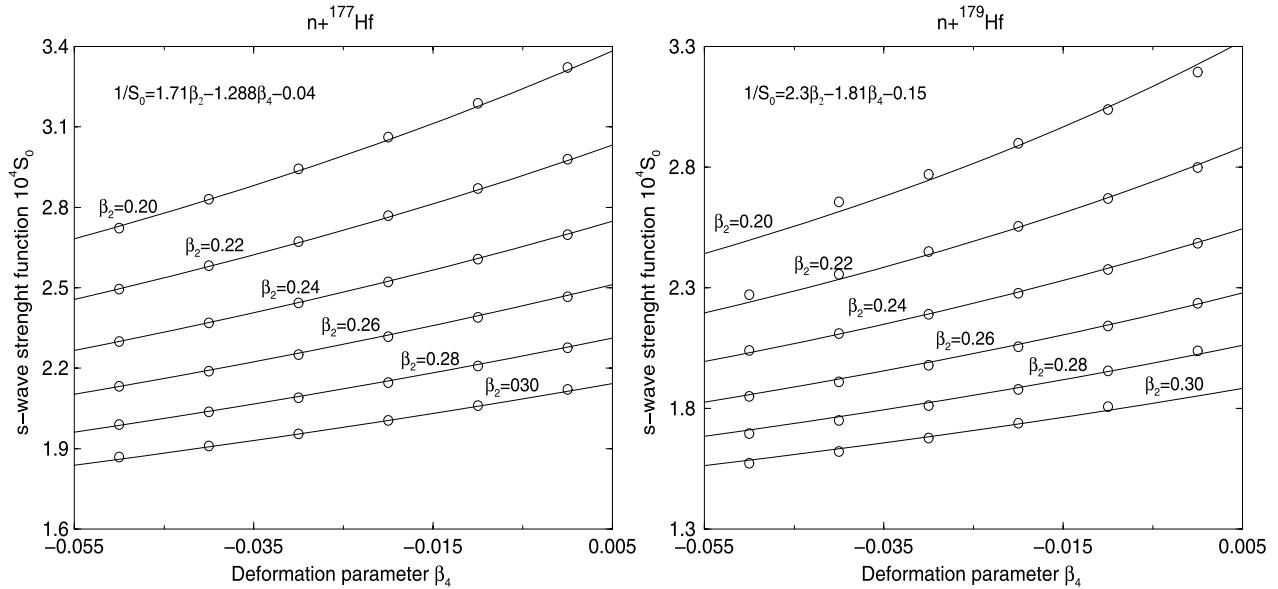 n+¹⁷⁷Hf
1/S₀=1.71β₂−1.288β₄−0.04
s−wave strenght function 10⁴S₀
3.4
3.1
2.8
2.5
2.2
1.9
1.6
β₂=0.20
β₂=0.22
β₂=0.24
β₂=0.26
β₂=0.28
β₂=030
−0.055
−0.035
−0.015
0.005
Deformation parameter β₄
n+¹⁷⁹Hf
1/S₀=2.3β₂−1.81β₄−0.15
s−wave strenght function 10⁴S₀
3.3
2.8
2.3
1.8
1.3
β₂=0.20
β₂=0.22
β₂=0.24
β₂=0.26
β₂=0.28
β₂=0.30
−0.055
−0.035
−0.015
0.005
Deformation parameter β₄